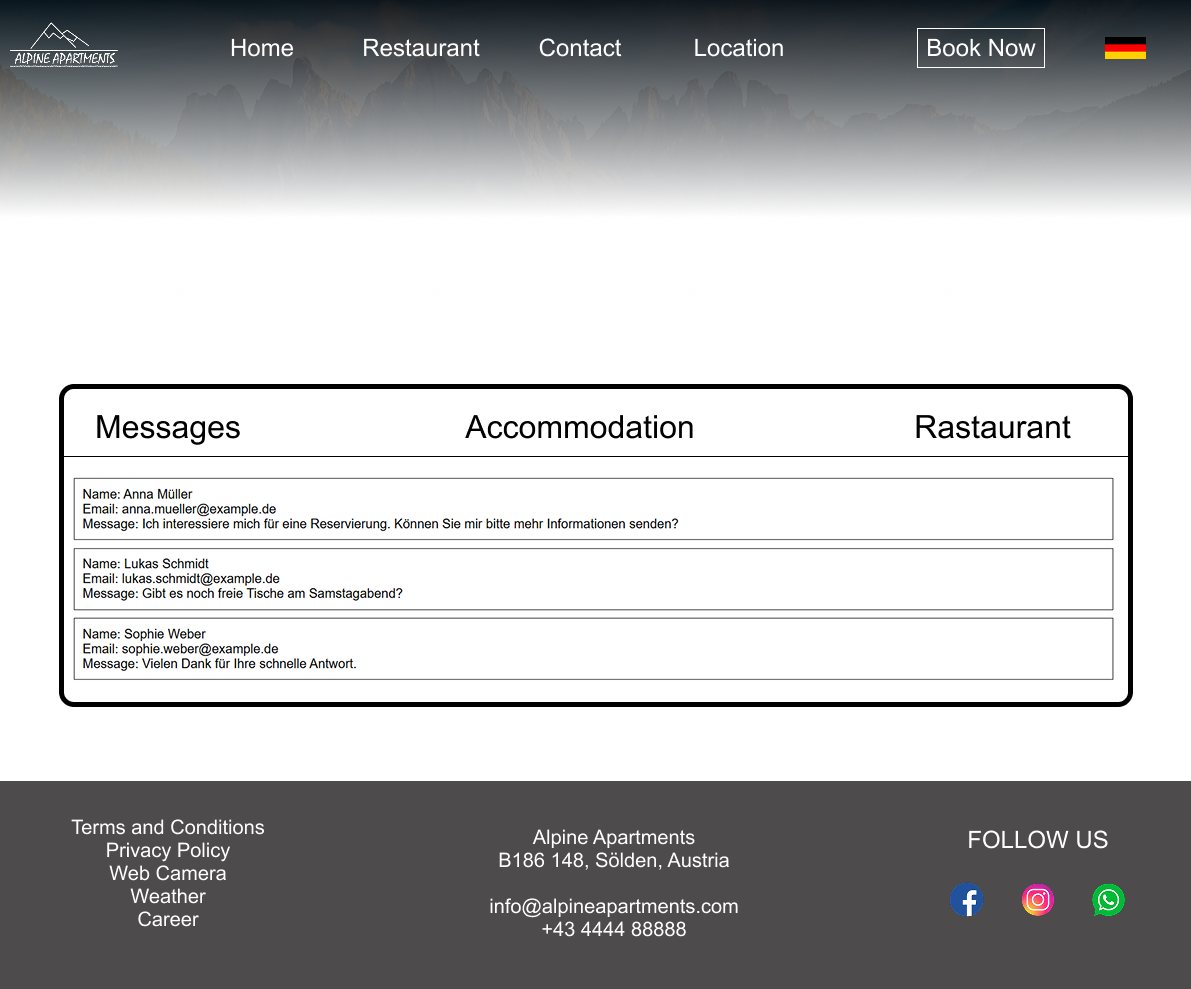 ALPINE APARTMENTS
Home Restaurant Contact Location Book Now
Messages Accommodation Rastaurant
Name: Anna Müller
Email: anna.mueller@example.de
Message: Ich interessiere mich für eine Reservierung. Können Sie mir bitte mehr Informationen senden?
Name: Lukas Schmidt
Email: lukas.schmidt@example.de
Message: Gibt es noch freie Tische am Samstagabend?
Name: Sophie Weber
Email: sophie.weber@example.de
Message: Vielen Dank für Ihre schnelle Antwort.
Terms and Conditions
Privacy Policy
Web Camera
Weather
Career
Alpine Apartments
B186 148, Sölden, Austria
info@alpineapartments.com
+43 4444 88888
FOLLOW US